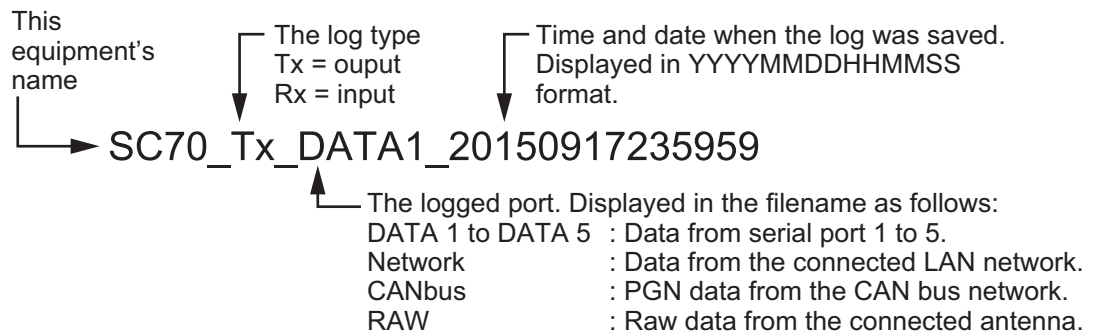 This
equipment's
name
The log type
Tx = ouput
Rx = input
Time and date when the log was saved.
Displayed in YYYYMMDDHHMMSS
format.
SC70_Tx_DATA1_20150917235959
The logged port. Displayed in the filename as follows:
DATA 1 to DATA 5 : Data from serial port 1 to 5.
Network : Data from the connected LAN network.
CANbus : PGN data from the CAN bus network.
RAW : Raw data from the connected antenna.